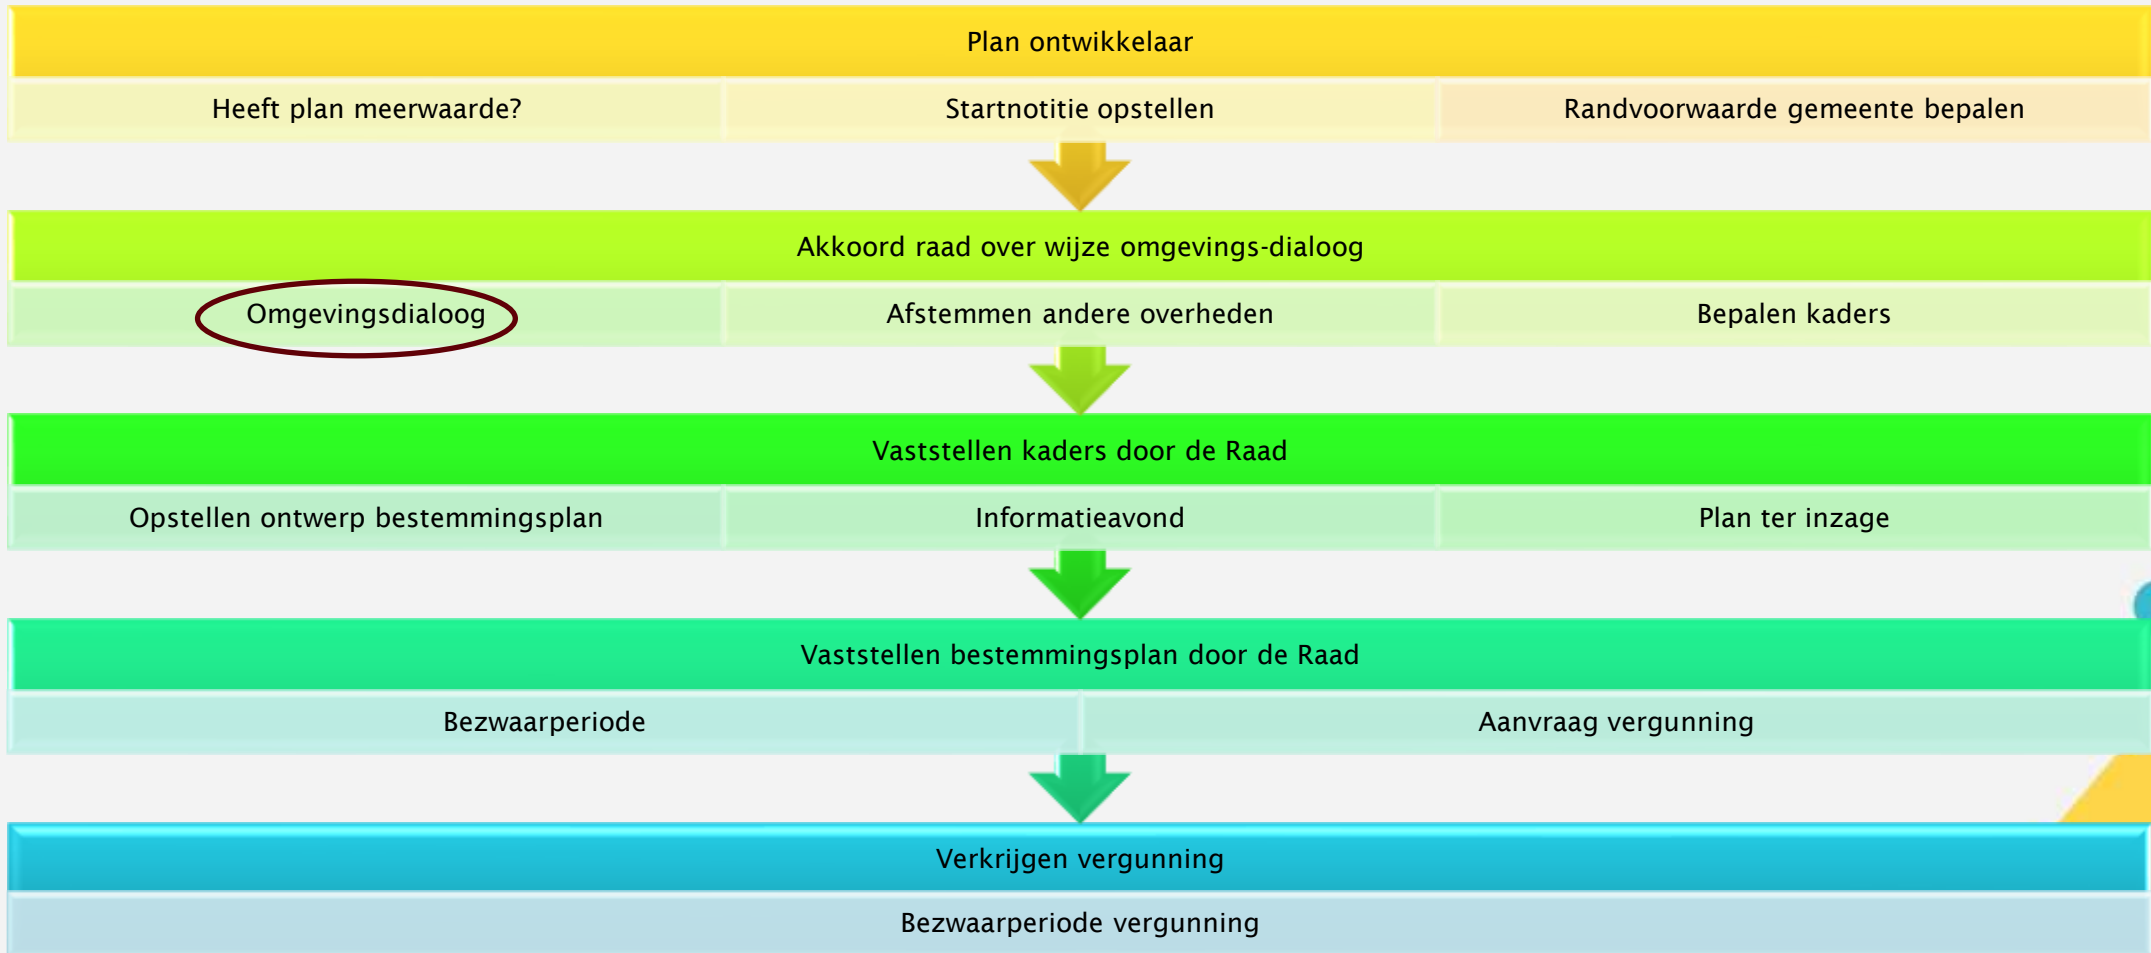 Plan ontwikkelaar
Heeft plan meerwaarde?
Startnotitie opstellen
Randvoorwaarde gemeente bepalen
Akkoord raad over wijze omgevings-dialoog
Omgevingsdialoog
Afstemmen andere overheden
Bepalen kaders
Vaststellen kaders door de Raad
Opstellen ontwerp bestemmingsplan
Informatieavond
Plan ter inzage
Vaststellen bestemmingsplan door de Raad
Bezwaarperiode
Aanvraag vergunning
Verkrijgen vergunning
Bezwaarperiode vergunning